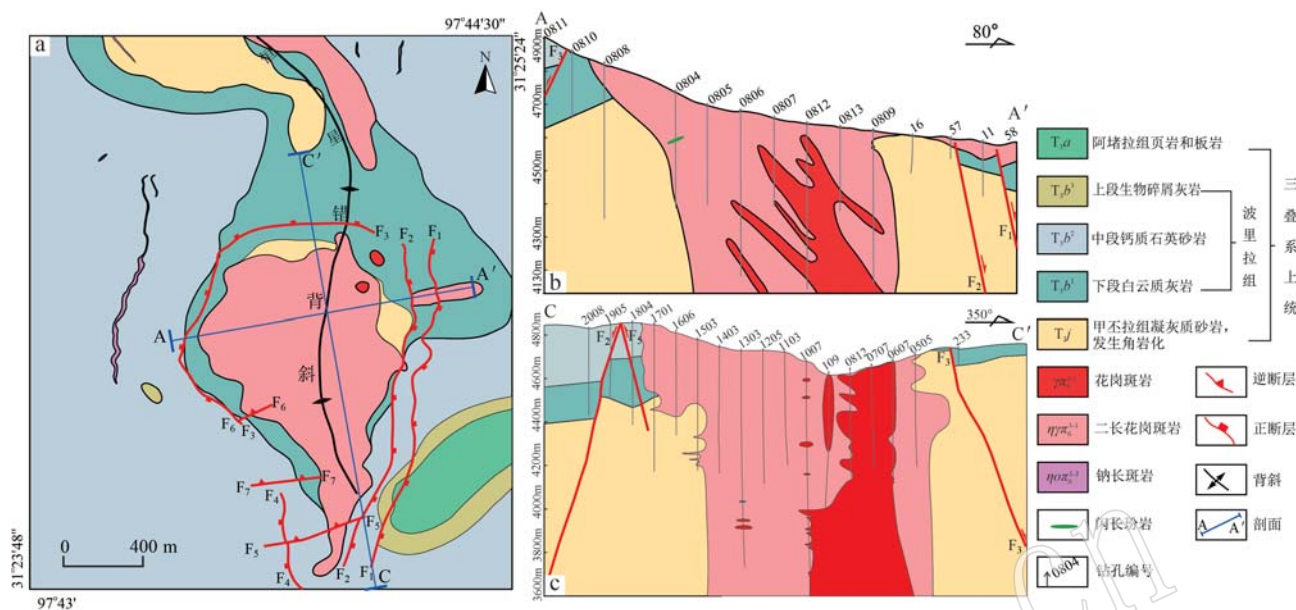 a
97°44′30″
31°25′24″
N
星
错
背
斜
C′
F₃
F₂
F₁
A′
A
F₆
F₆
F₃
F₇
F₇
F₄
F₅
F₅
F₄
F₂
F₁
C
0 400 m
31°23′48″
97°43′
A
80°
0811
0810
0808
0804
0805
0806
0807
0812
0813
0809
16
57
11
58
A′
F₃
F₁
F₂
4900m
4700m
4500m
4300m
4130m
b
C
350°
C′
2008
1905
1804
1701
1606
1503
1403
1303
1205
1103
1007
109
0812
0707
0607
0505
233
F₂
F₅
F₃
F₃
4800m
4600m
4400m
4200m
4000m
3800m
3600m
c
T₃a 阿堵拉组页岩和板岩
T₃b³ 上段生物碎屑灰岩
T₃b² 中段钙质石英砂岩
T₃b¹ 下段白云质灰岩
T₃j 甲丕拉组凝灰质砂岩，
发生角岩化
波里拉组
三叠系上统
花岗斑岩
逆断层
二长花岗斑岩
正断层
钠长斑岩
背斜
闪长玢岩
A A′ 剖面
0804 钻孔编号